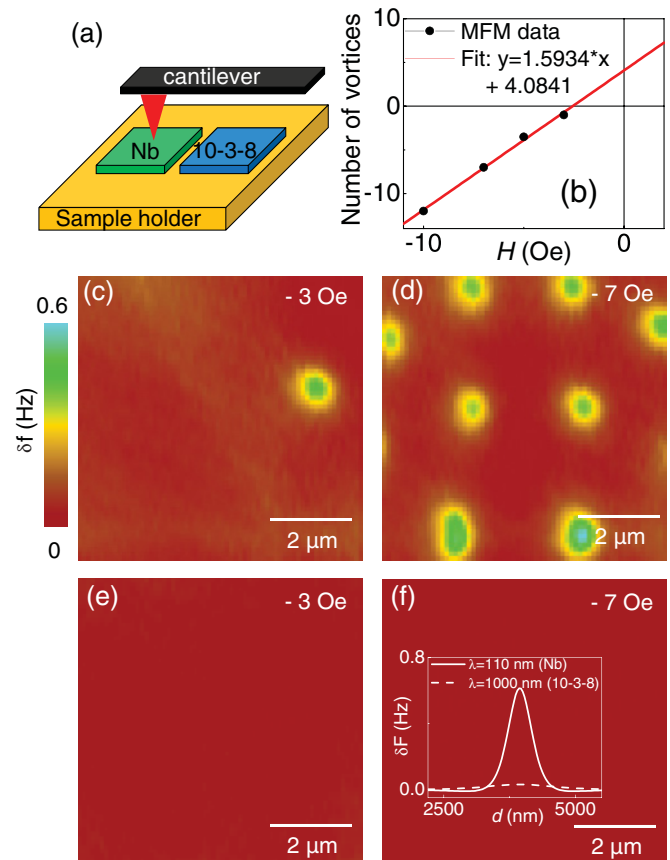 (a)
cantilever
Nb
10-3-8
Sample holder
Number of vortices
10
0
-10
MFM data
Fit: y=1.5934*x
+ 4.0841
(b)
-10
0
H (Oe)
(c)
- 3 Oe
0.6
δf (Hz)
0
2 μm
(d)
- 7 Oe
2 μm
(e)
- 3 Oe
2 μm
(f)
- 7 Oe
0.8
λ=110 nm (Nb)
λ=1000 nm (10-3-8)
δF (Hz)
0.0
2500
5000
d (nm)
2 μm